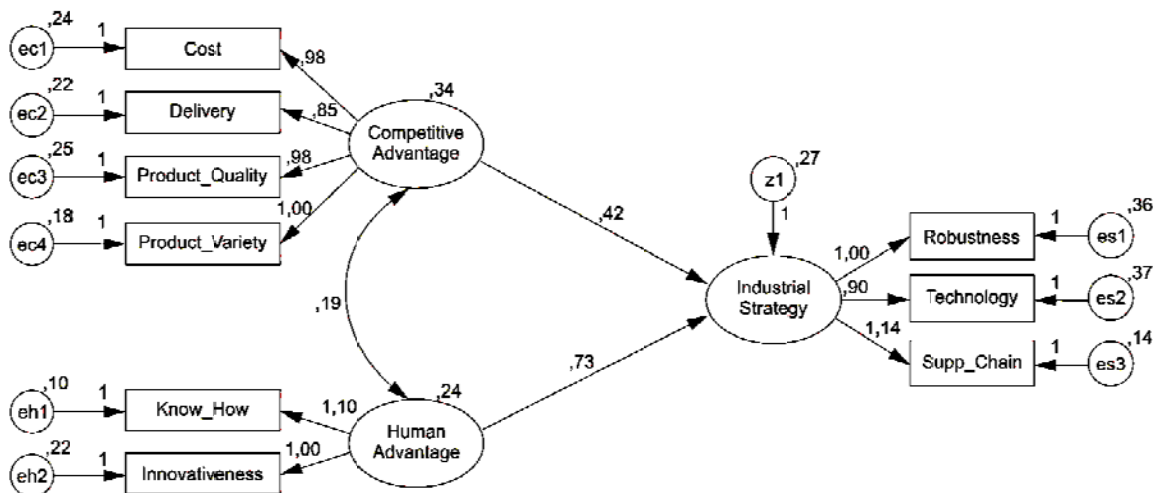 ,24
ec1
1
Cost
,98
,22
ec2
1
Delivery
,85
,25
ec3
1
Product_Quality
,98
,18
ec4
1
Product_Variety
1,00
,34
Competitive
Advantage
,19
,42
,27
z1
1
Industrial
Strategy
1,00
Robustness
1
,36
es1
,90
Technology
1
,37
es2
1,14
Supp_Chain
1
,14
es3
,73
,10
eh1
1
Know_How
1,10
,22
eh2
1
Innovativeness
1,00
,24
Human
Advantage